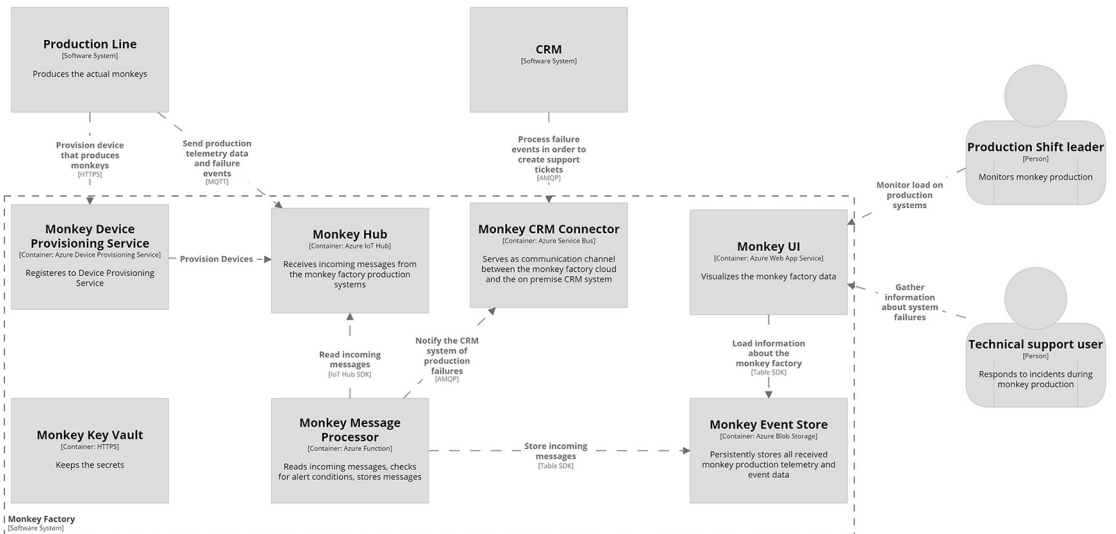 Production Line
[Software System]
Produces the actual monkeys
CRM
[Software System]
Provision device
that produces
monkeys
[HTTPS]
Send production
telemetry data
and failure
events
[MQTT]
Process failure
events in order to
create support
tickets
[AMQP]
Production Shift leader
[Person]
Monitors monkey production
Monitor load on
production
systems
Monkey Device
Provisioning Service
[Container: Azure Device Provisioning Service]
Registeres to Device Provisioning
Service
Provision Devices
Monkey Hub
[Container: Azure IoT Hub]
Receives incoming messages from
the monkey factory production
systems
Monkey CRM Connector
[Container: Azure Service Bus]
Serves as communication channel
between the monkey factory cloud
and the on premise CRM system
Monkey UI
[Container: Azure Web App Service]
Visualizes the monkey factory data
Gather
information
about system
failures
Technical support user
[Person]
Responds to incidents during
monkey production
Read incoming
messages
[IoT Hub SDK]
Notify the CRM
system of
production
failures
[AMQP]
Load information
about the
monkey factory
[Table SDK]
Monkey Key Vault
[Container: HTTPS]
Keeps the secrets
Monkey Message
Processor
[Container: Azure Function]
Reads incoming messages, checks
for alert conditions, stores messages
Store incoming
messages
[Table SDK]
Monkey Event Store
[Container: Azure Blob Storage]
Persistently stores all received
monkey production telemetry and
event data
Monkey Factory
[Software System]